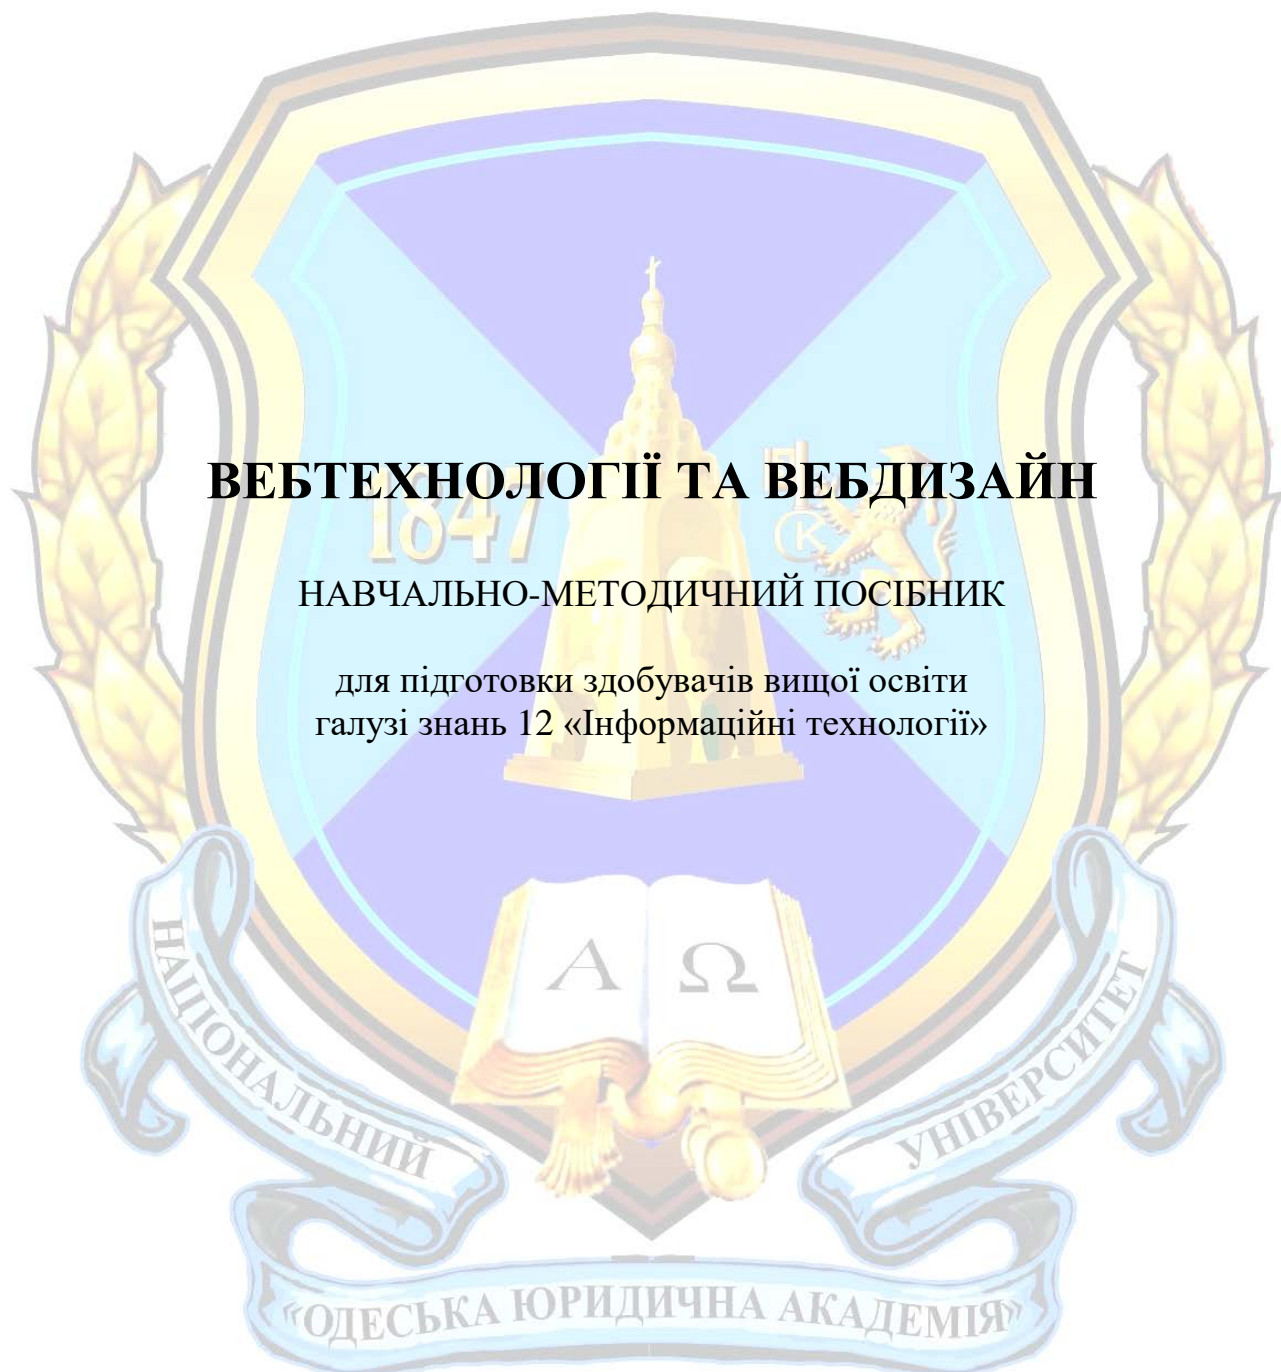 ВЕБТЕХНОЛОГІЇ ТА ВЕБДИЗАЙН
1847
К
НАВЧАЛЬНО-МЕТОДИЧНИЙ ПОСІБНИК
для підготовки здобувачів вищої освіти
галузі знань 12 «Інформаційні технології»
Α Ω
НАЦІОНАЛЬНИЙ
УНІВЕРСИТЕТ
«ОДЕСЬКА ЮРИДИЧНА АКАДЕМІЯ»